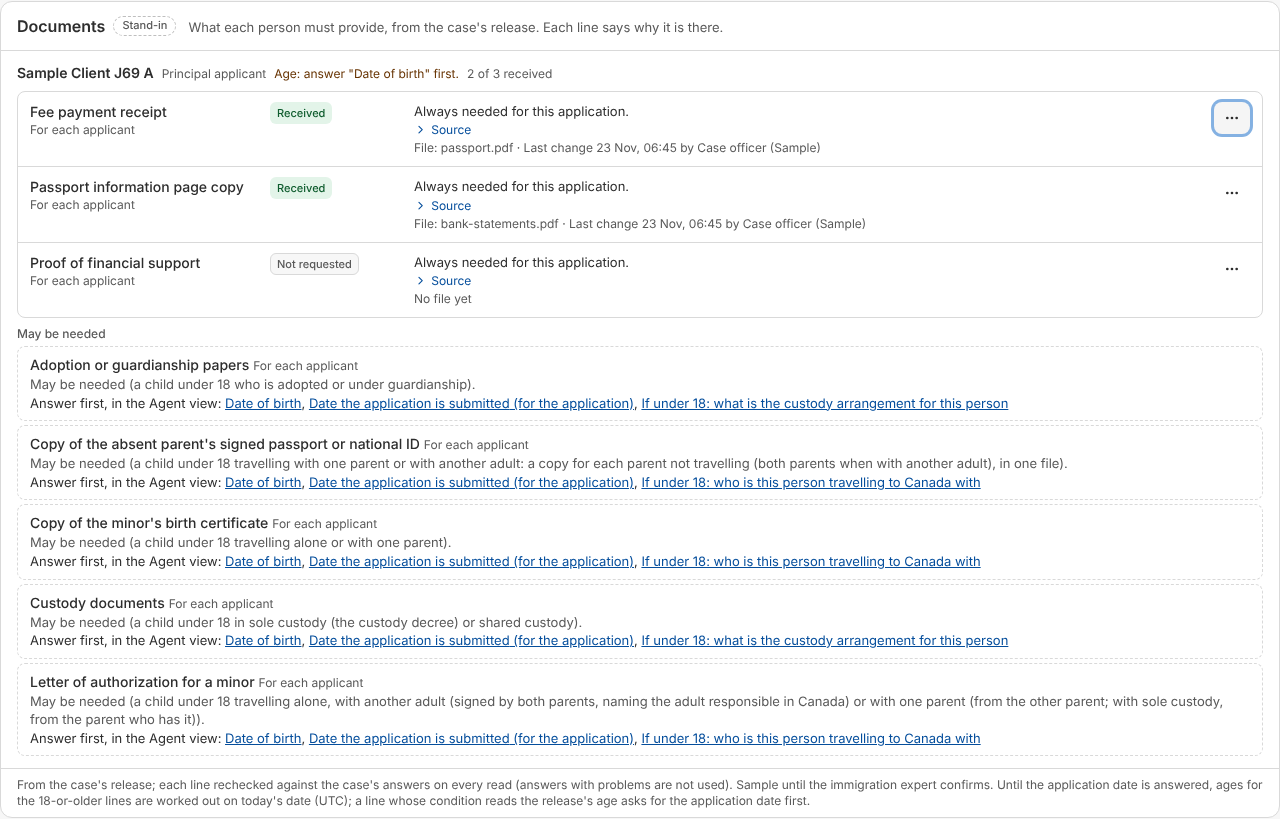 Documents Stand-in What each person must provide, from the case's release. Each line says why it is there.
Sample Client J69 A Principal applicant Age: answer "Date of birth" first. 2 of 3 received
Fee payment receipt Received Always needed for this application. ...
For each applicant > Source
File: passport.pdf · Last change 23 Nov, 06:45 by Case officer (Sample)
Passport information page copy Received Always needed for this application. ...
For each applicant > Source
File: bank-statements.pdf · Last change 23 Nov, 06:45 by Case officer (Sample)
Proof of financial support Not requested Always needed for this application. ...
For each applicant > Source
No file yet
May be needed
Adoption or guardianship papers For each applicant
May be needed (a child under 18 who is adopted or under guardianship).
Answer first, in the Agent view: Date of birth, Date the application is submitted (for the application), If under 18: what is the custody arrangement for this person
Copy of the absent parent's signed passport or national ID For each applicant
May be needed (a child under 18 travelling with one parent or with another adult: a copy for each parent not travelling (both parents when with another adult), in one file).
Answer first, in the Agent view: Date of birth, Date the application is submitted (for the application), If under 18: who is this person travelling to Canada with
Copy of the minor's birth certificate For each applicant
May be needed (a child under 18 travelling alone or with one parent).
Answer first, in the Agent view: Date of birth, Date the application is submitted (for the application), If under 18: who is this person travelling to Canada with
Custody documents For each applicant
May be needed (a child under 18 in sole custody (the custody decree) or shared custody).
Answer first, in the Agent view: Date of birth, Date the application is submitted (for the application), If under 18: what is the custody arrangement for this person
Letter of authorization for a minor For each applicant
May be needed (a child under 18 travelling alone, with another adult (signed by both parents, naming the adult responsible in Canada) or with one parent (from the other parent; with sole custody,
from the parent who has it)).
Answer first, in the Agent view: Date of birth, Date the application is submitted (for the application), If under 18: who is this person travelling to Canada with
From the case's release; each line rechecked against the case's answers on every read (answers with problems are not used). Sample until the immigration expert confirms. Until the application date is answered, ages for
the 18-or-older lines are worked out on today's date (UTC); a line whose condition reads the release's age asks for the application date first.